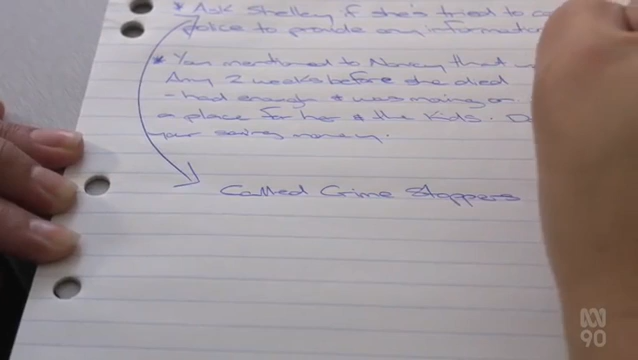 * Ask Shelley if she's tried to
police to provide any information
* You mentioned to that
Amy 2 weeks before she died
- had enough & was moving on
a place for her & the kids.
your saving money.
Called Crime Stoppers
ABC
90